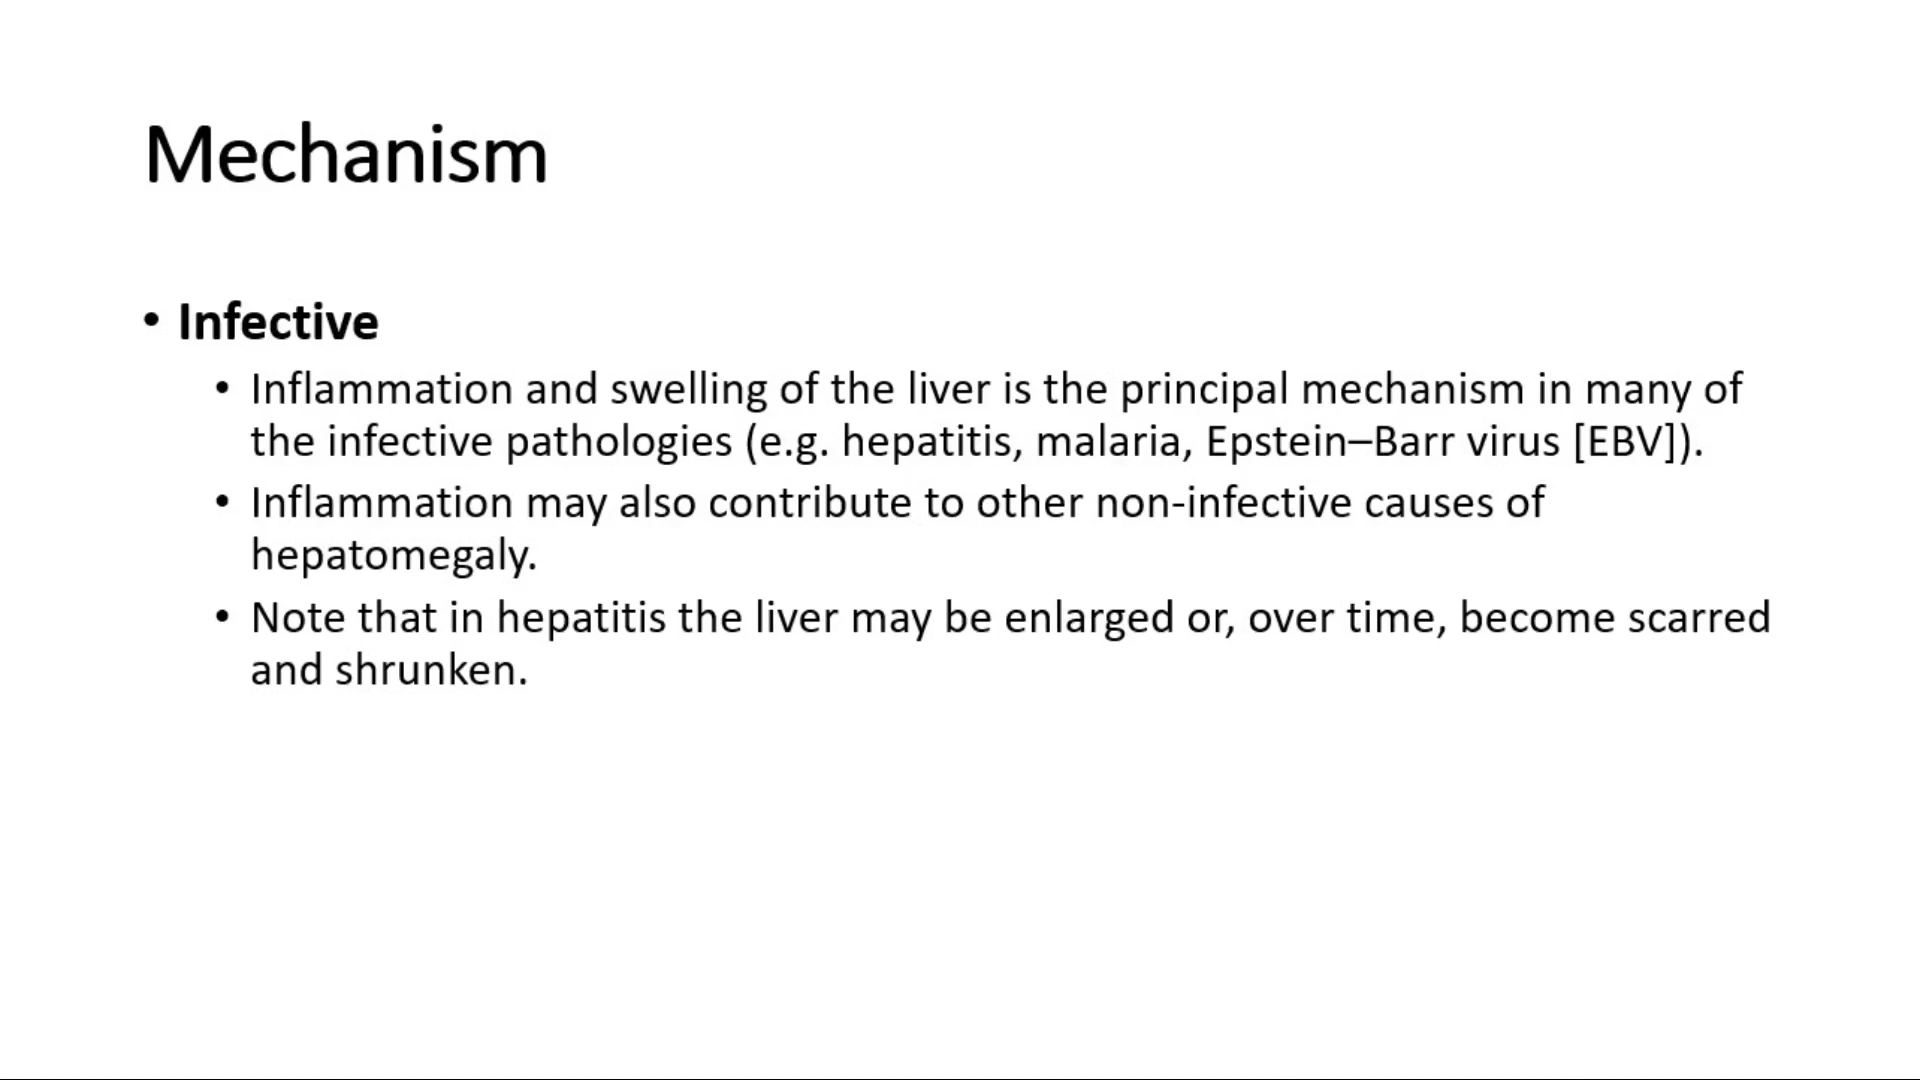 Mechanism
• Infective
• Inflammation and swelling of the liver is the principal mechanism in many of
the infective pathologies (e.g. hepatitis, malaria, Epstein–Barr virus [EBV]).
• Inflammation may also contribute to other non-infective causes of
hepatomegaly.
• Note that in hepatitis the liver may be enlarged or, over time, become scarred
and shrunken.